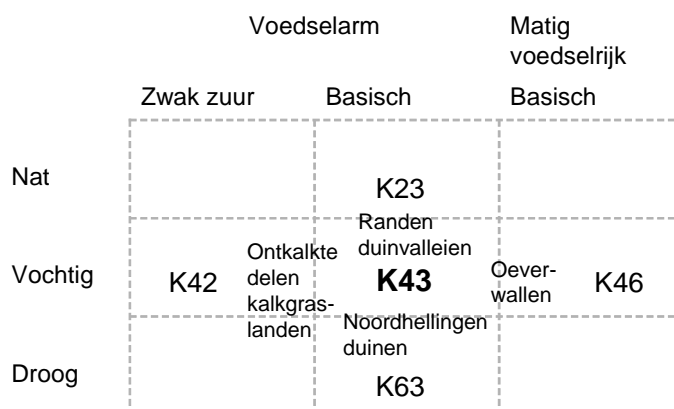 Voedselarm
Matig
voedselrijk
Zwak zuur
Basisch
Basisch
Nat
K23
Randen
duinvalleien
Vochtig
K42
Ontkalkte
delen
kalkgras-
landen
K43
Oever-
wallen
K46
Noordhellingen
duinen
Droog
K63